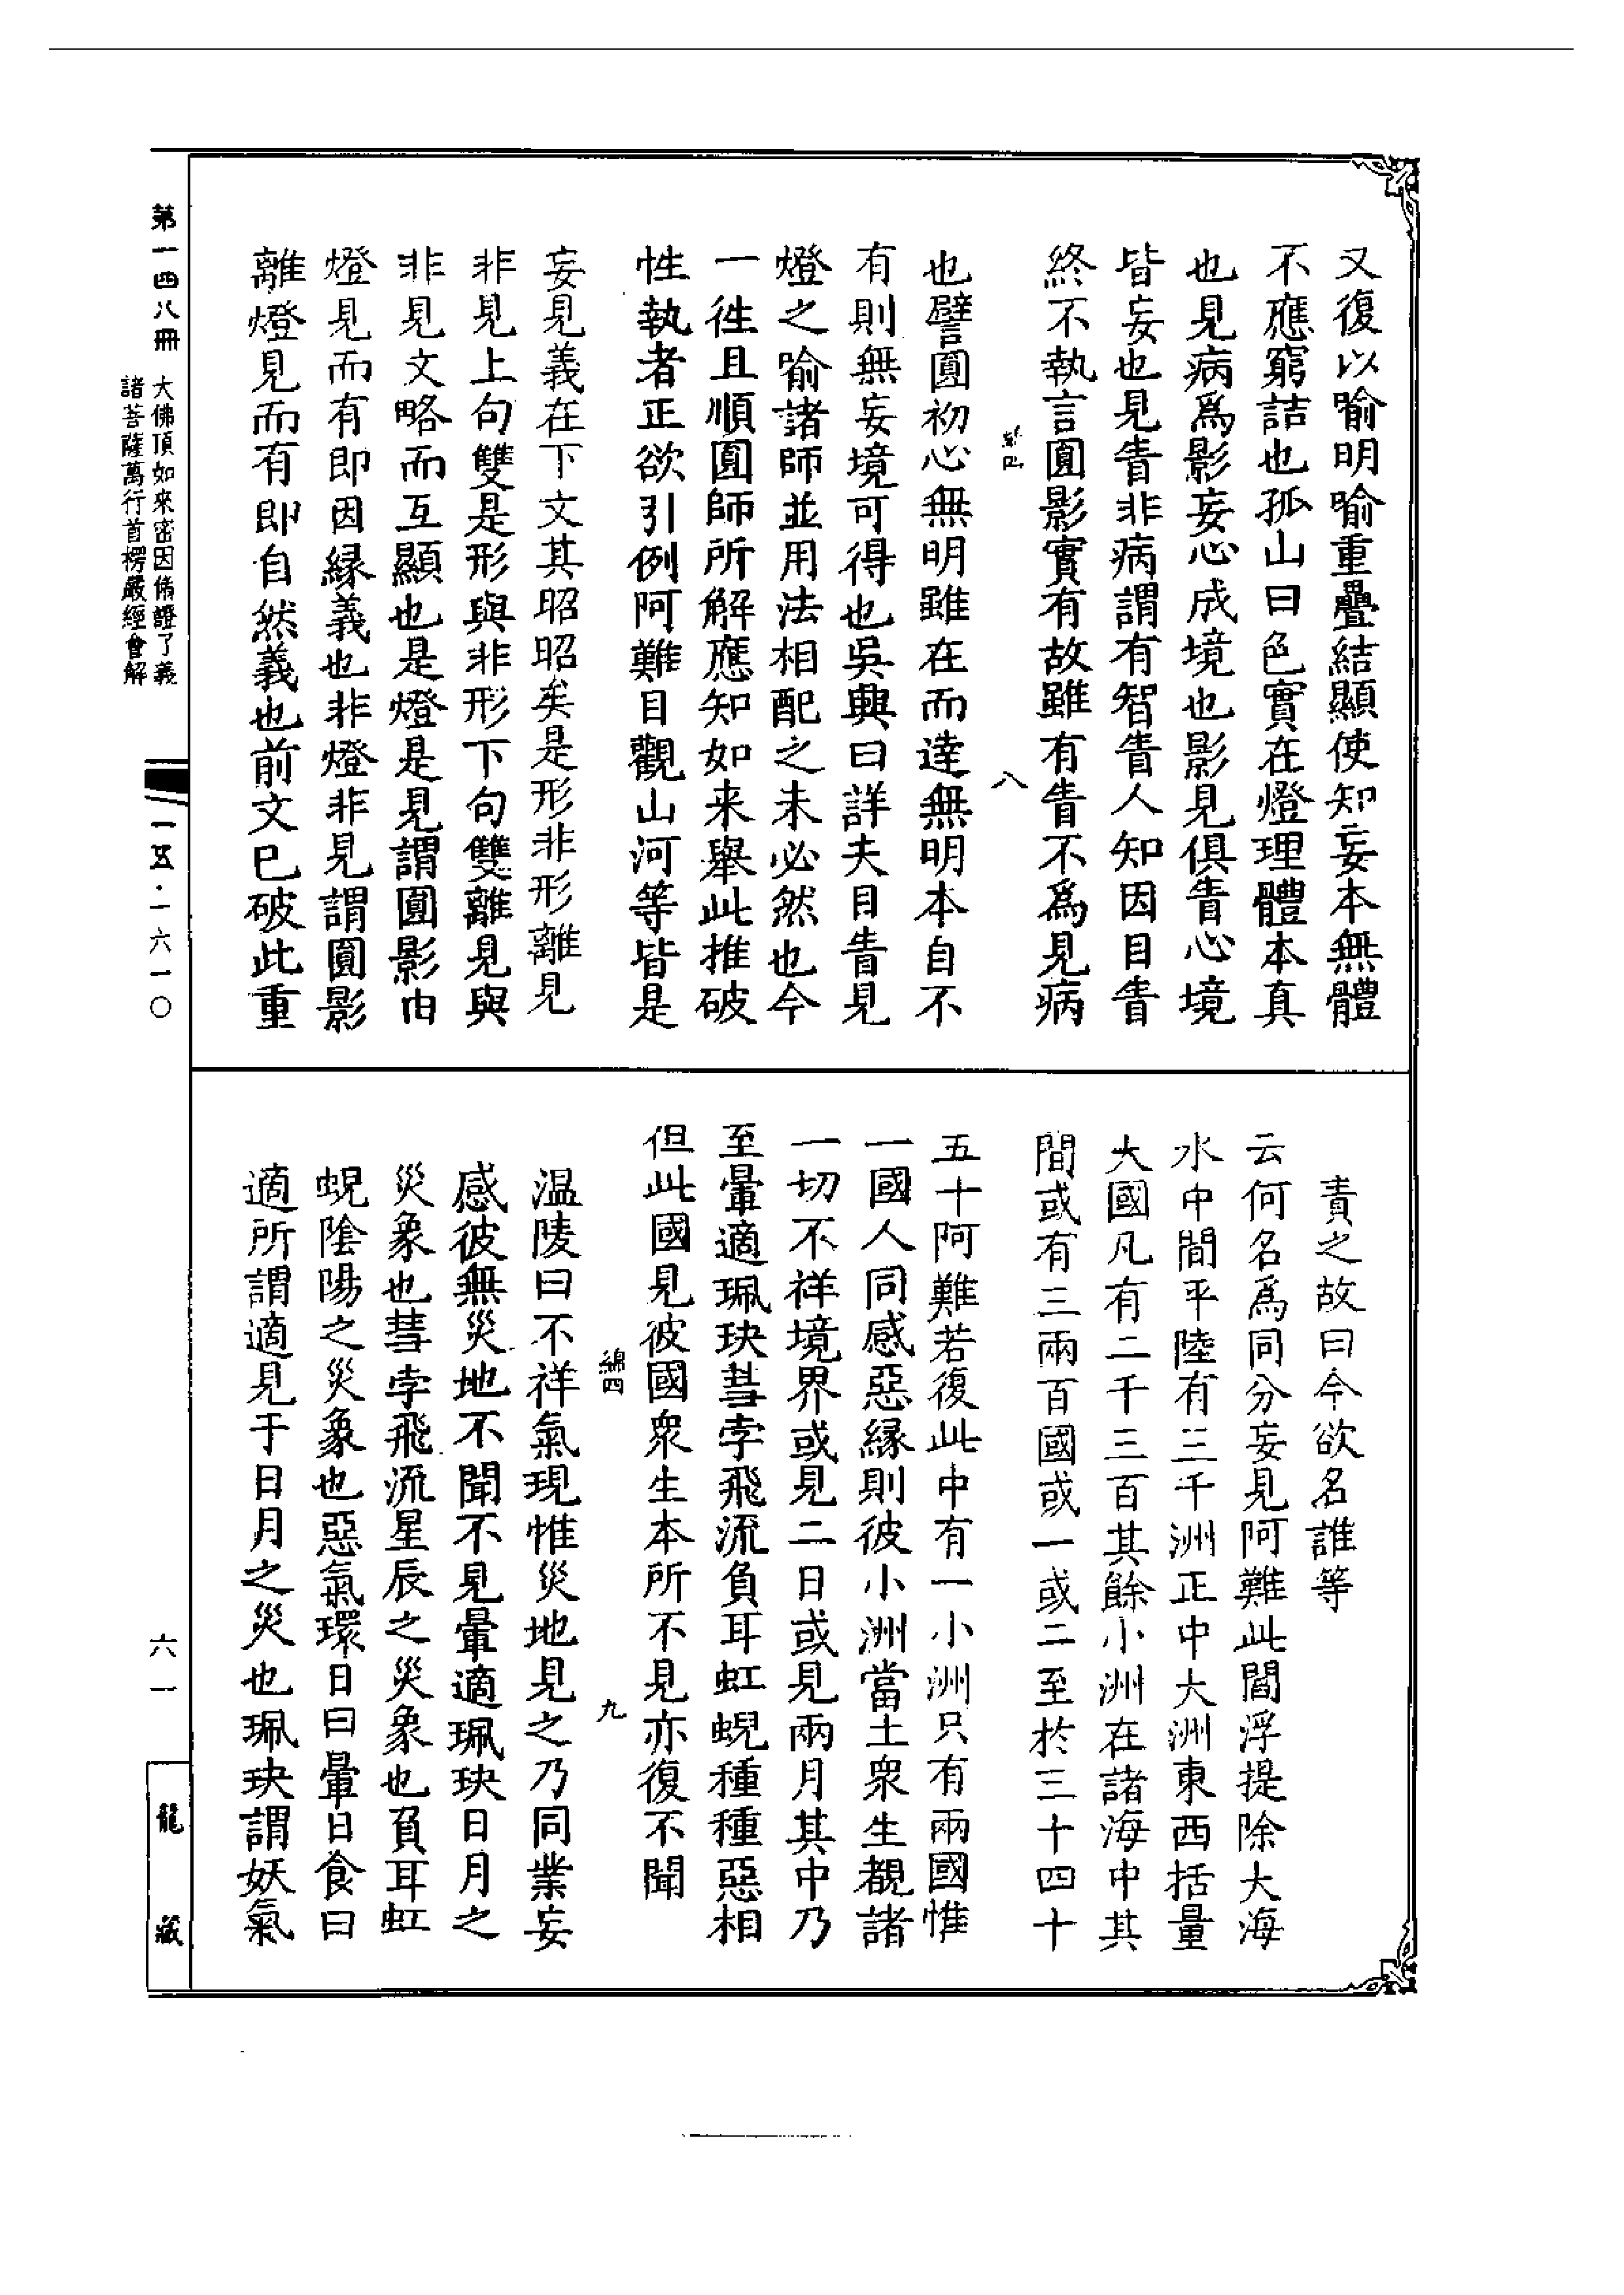 又復以喻明喻重疊結顯使知妄本無體
不應窮詰也孤山曰色實在燈理體本真
也見病爲影妄心成境也影見俱眚心境
皆妄也見眚非病謂有智眚人知因目眚
終不執言圓影實有故雖有眚不爲見病
八
也譬圓初心無明雖在而達無明本自不
有則無妄境可得也吳興曰詳夫目眚見
燈之喻諸師並用法相配之未必然也今
一徃且順圓師所解應知如来舉此推破
性執者正欲引例阿難目觀山河等皆是
妄見義在下文其昭昭矣是形非形離見
非見上句雙是形與非形下句雙離見與
非見文略而互顯也是燈是見謂圓影由
燈見而有即因縁義也非燈非見謂圓影
離燈見而有即自然義也前文已破此重
責之故曰今欲名誰等
云何名爲同分妄見阿難此閻浮提除大海
水中間平陸有三千洲正中大洲東西括量
大國凡有二千三百其餘小洲在諸海中其
間或有三兩百國或一或二至於三十四十
五十阿難若復此中有一小洲只有兩國惟
一國人同感惡縁則彼小洲當土衆生覩諸
一切不祥境界或見二日或見兩月其中乃
至暈適珮玦彗孛飛流負耳虹蜺種種惡相
但此國見彼國衆生本所不見亦復不聞
綿四
九
温陵曰不祥氣現惟災地見之乃同業妄
感彼無災地不聞不見暈適珮玦日月之
災象也彗孛飛流星辰之災象也負耳虹
蜺隂陽之災象也惡氣環日曰暈日食曰
適所謂適見于日月之災也珮玦謂妖氣
第一四八冊
大佛頂如來密因脩證了義
諸菩薩萬行首楞嚴經會解
一五·一六一〇
六一
龍藏